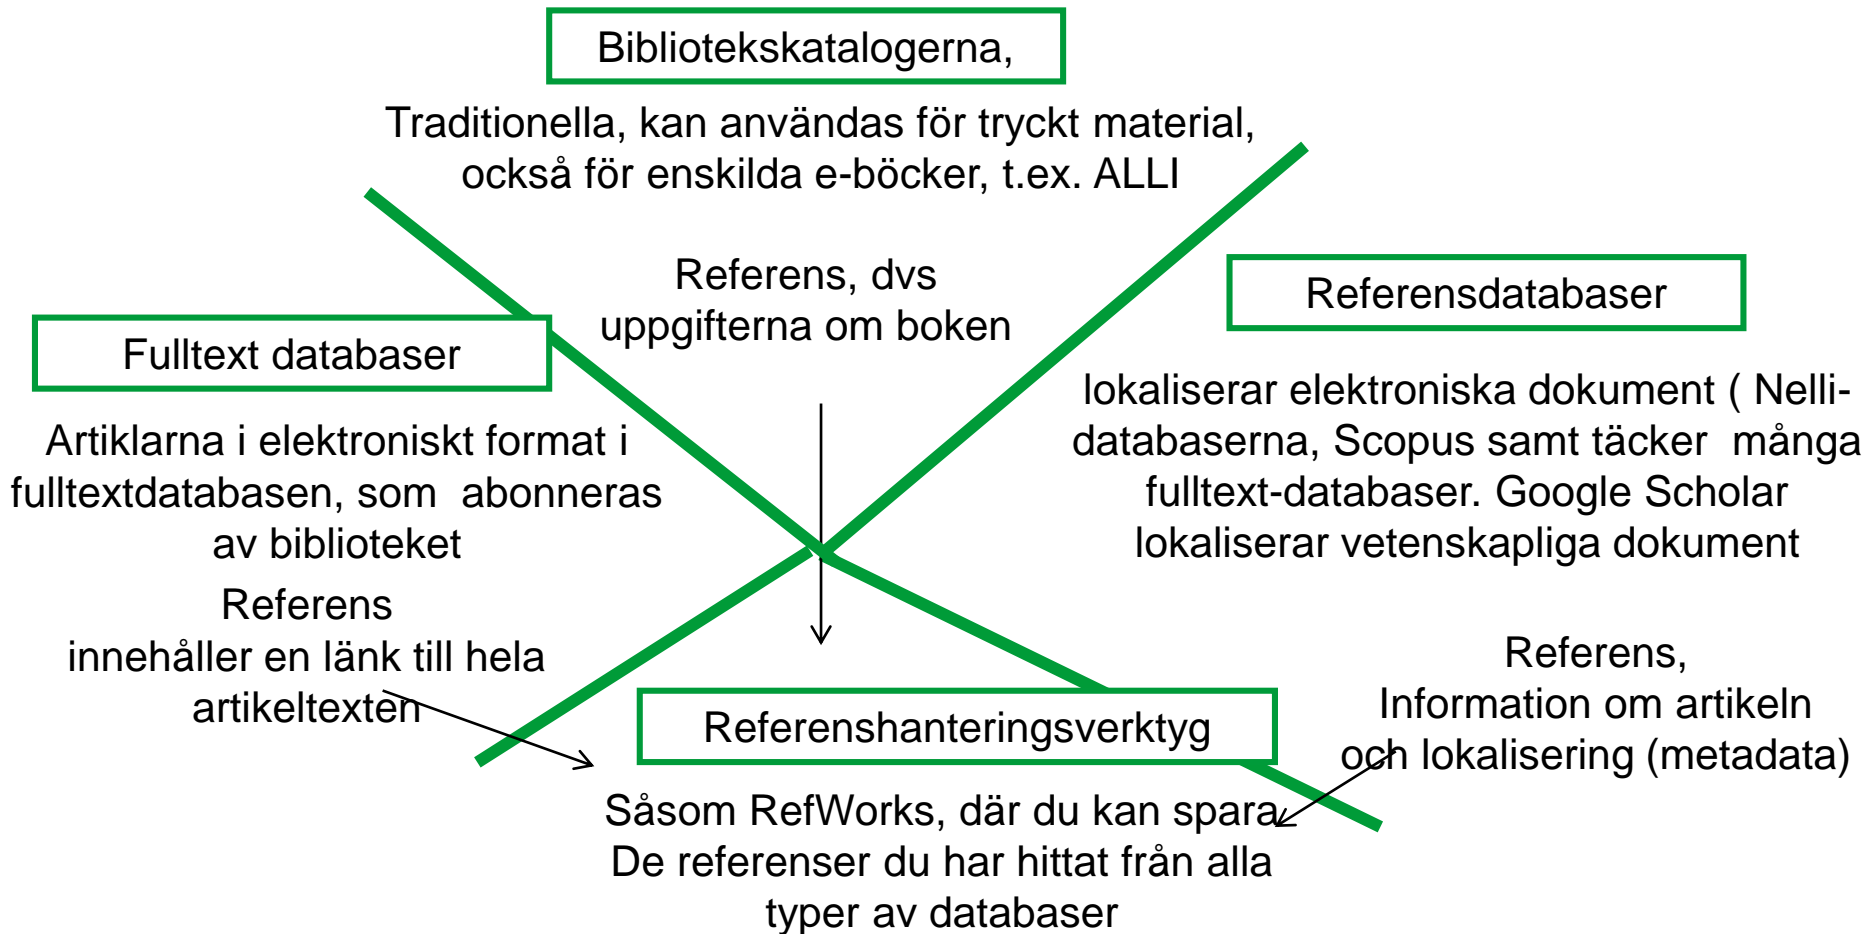 Bibliotekskatalogerna,
Traditionella, kan användas för tryckt material,
också för enskilda e-böcker, t.ex. ALLI
Referens, dvs
uppgifterna om boken
Fulltext databaser
Artiklarna i elektroniskt format i
fulltextdatabasen, som abonneras
av biblioteket
Referens
innehåller en länk till hela
artikeltexten
Referensdatabaser
lokaliserar elektroniska dokument ( Nelli-
databaserna, Scopus samt täcker många
fulltext-databaser. Google Scholar
lokaliserar vetenskapliga dokument
Referens,
Information om artikeln
och lokalisering (metadata)
Referenshanteringsverktyg
Såsom RefWorks, där du kan spara
De referenser du har hittat från alla
typer av databaser